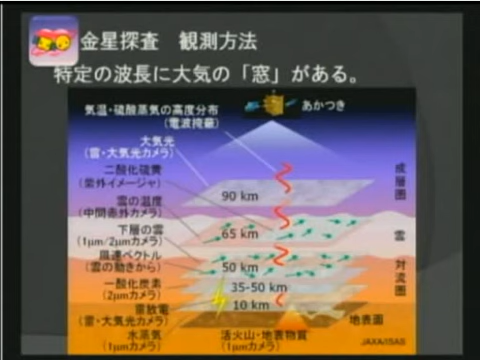 金星探査 観測方法
特定の波長に大気の「窓」がある。
気温・硫酸蒸気の高度分布
(電波掩蔽)
あかつき
大気光
(雷・大気光カメラ)
二酸化硫黄
(紫外イメージャ)
90 km
成層圏
雲の温度
(中間赤外カメラ)
65 km
雲
下層の雲
(1μm/2μmカメラ)
風速ベクトル
(雲の動きから)
50 km
対流圏
一酸化炭素
(2μmカメラ)
35-50 km
雷放電
(雷・大気光カメラ)
10 km
地表面
水蒸気
(1μmカメラ)
活火山・地表物質
(1μmカメラ)
JAXA/ISAS